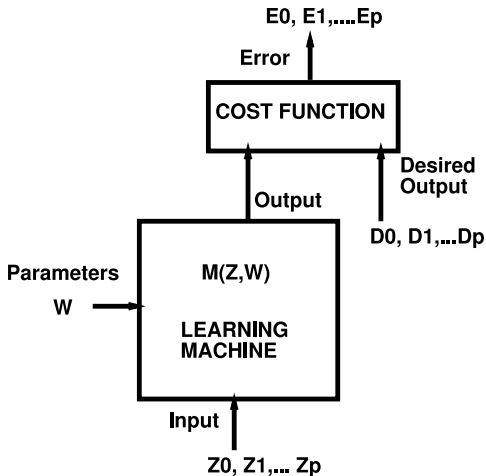 E0, E1,....Ep
Error
COST FUNCTION
Desired
Output
Output
D0, D1,...Dp
Parameters
W
M(Z,W)
LEARNING
MACHINE
Input
Z0, Z1,... Zp